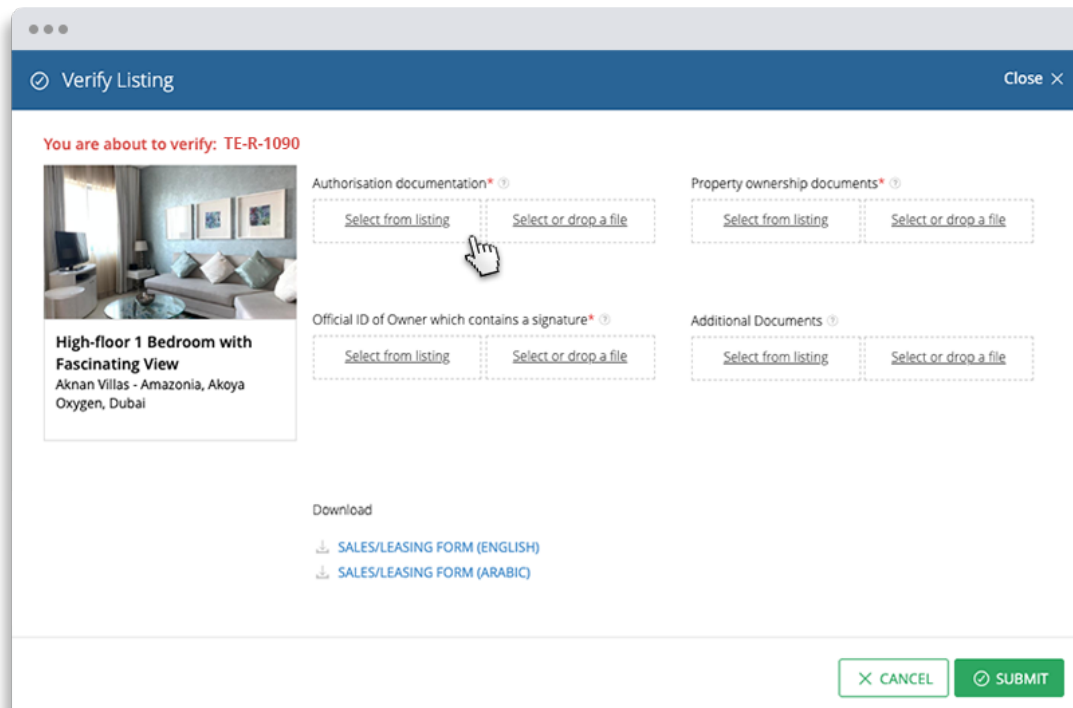 Verify Listing
Close
You are about to verify: TE-R-1090
Authorisation documentation*
Property ownership documents*
Select from listing
Select or drop a file
Select from listing
Select or drop a file
Official ID of Owner which contains a signature*
Additional Documents
Select from listing
Select or drop a file
Select from listing
Select or drop a file
High-floor 1 Bedroom with
Fascinating View
Aknan Villas - Amazonia, Akoya
Oxygen, Dubai
Download
SALES/LEASING FORM (ENGLISH)
SALES/LEASING FORM (ARABIC)
CANCEL
SUBMIT